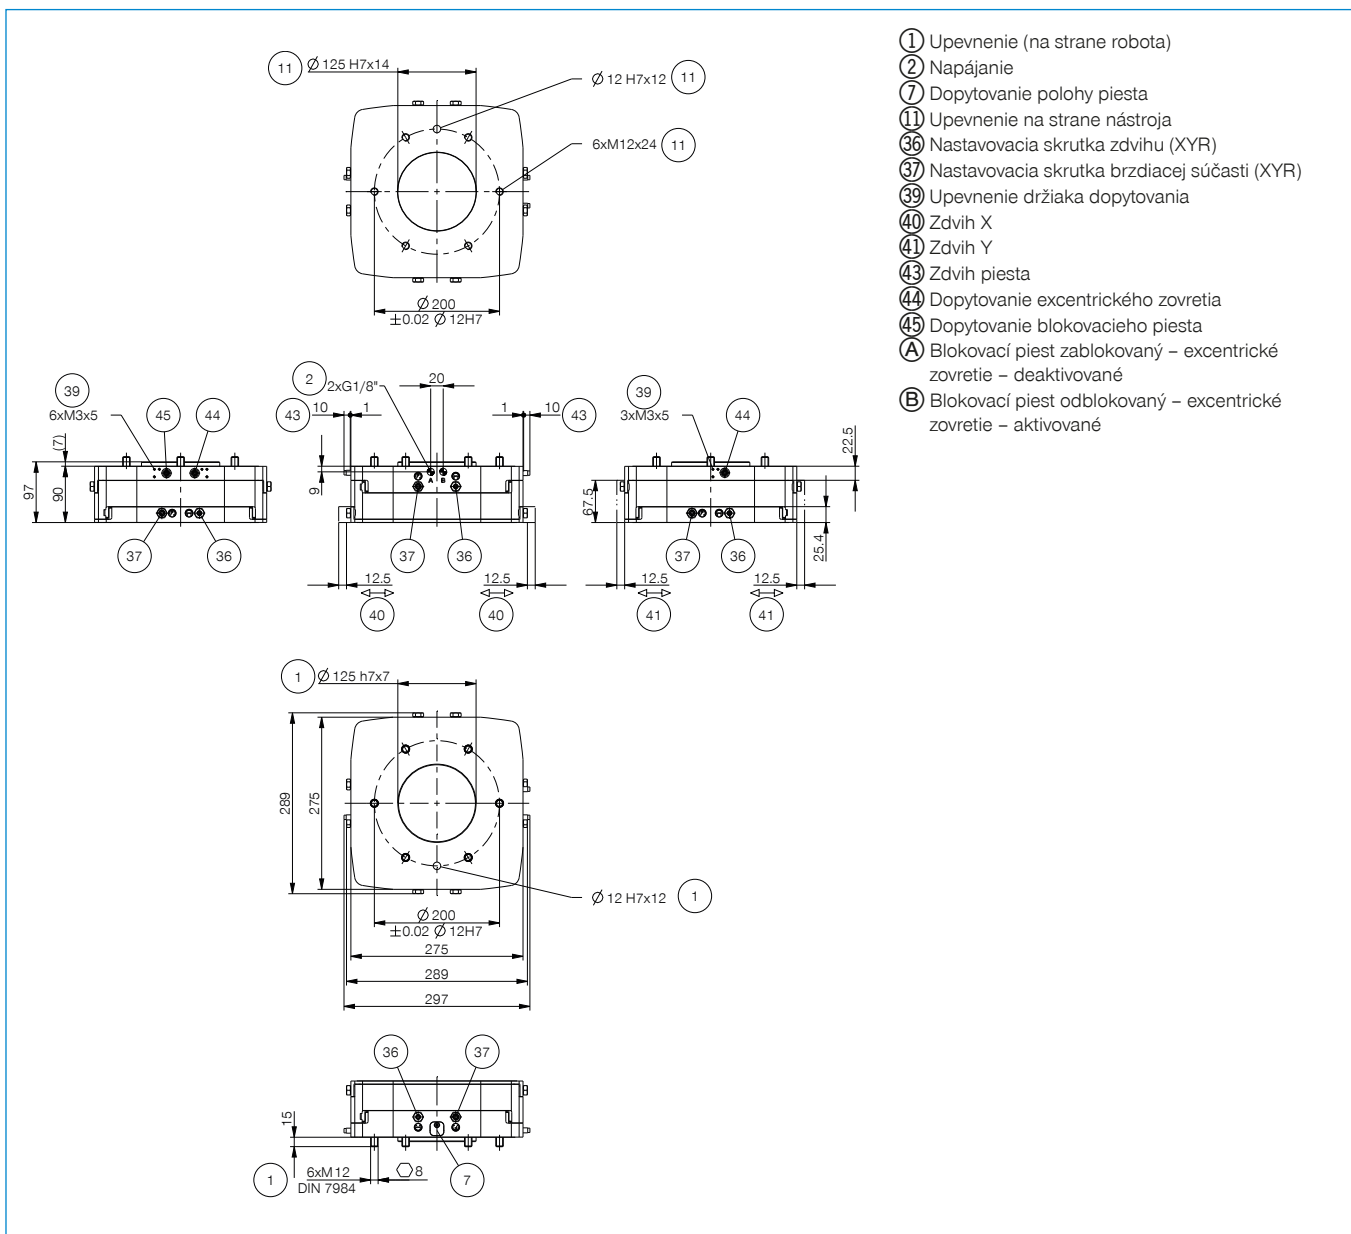 11 Ø 125 H7x14
Ø 12 H7x12 11
6xM12x24 11
Ø 200
±0.02 Ø 12H7
1 Upevnenie (na strane robota)
2 Napájanie
7 Dopytovanie polohy piesta
11 Upevnenie na strane nástroja
36 Nastavovacia skrutka zdvihu (XYR)
37 Nastavovacia skrutka brzdiacej súčasti (XYR)
39 Upevnenie držiaka dopytovania
40 Zdvih X
41 Zdvih Y
43 Zdvih piesta
44 Dopytovanie excentrického zovretia
45 Dopytovanie blokovacieho piesta
A Blokovací piest zablokovaný – excentrické
zovretie – deaktivované
B Blokovací piest odblokovaný – excentrické
zovretie – aktivované
39
6xM3x5
45
44
(7)
97
90
37
36
2
2xG1/8"
20
43
10
1
1
10
43
9
A
B
37
36
12.5
12.5
40
40
39
3xM3x5
44
22.5
67.5
25.4
37
36
12.5
12.5
41
41
1 Ø 125 h7x7
289
275
Ø 12 H7x12 1
Ø 200
±0.02 Ø 12H7
275
289
297
36
37
15
1
6xM12
DIN 7984
8
7